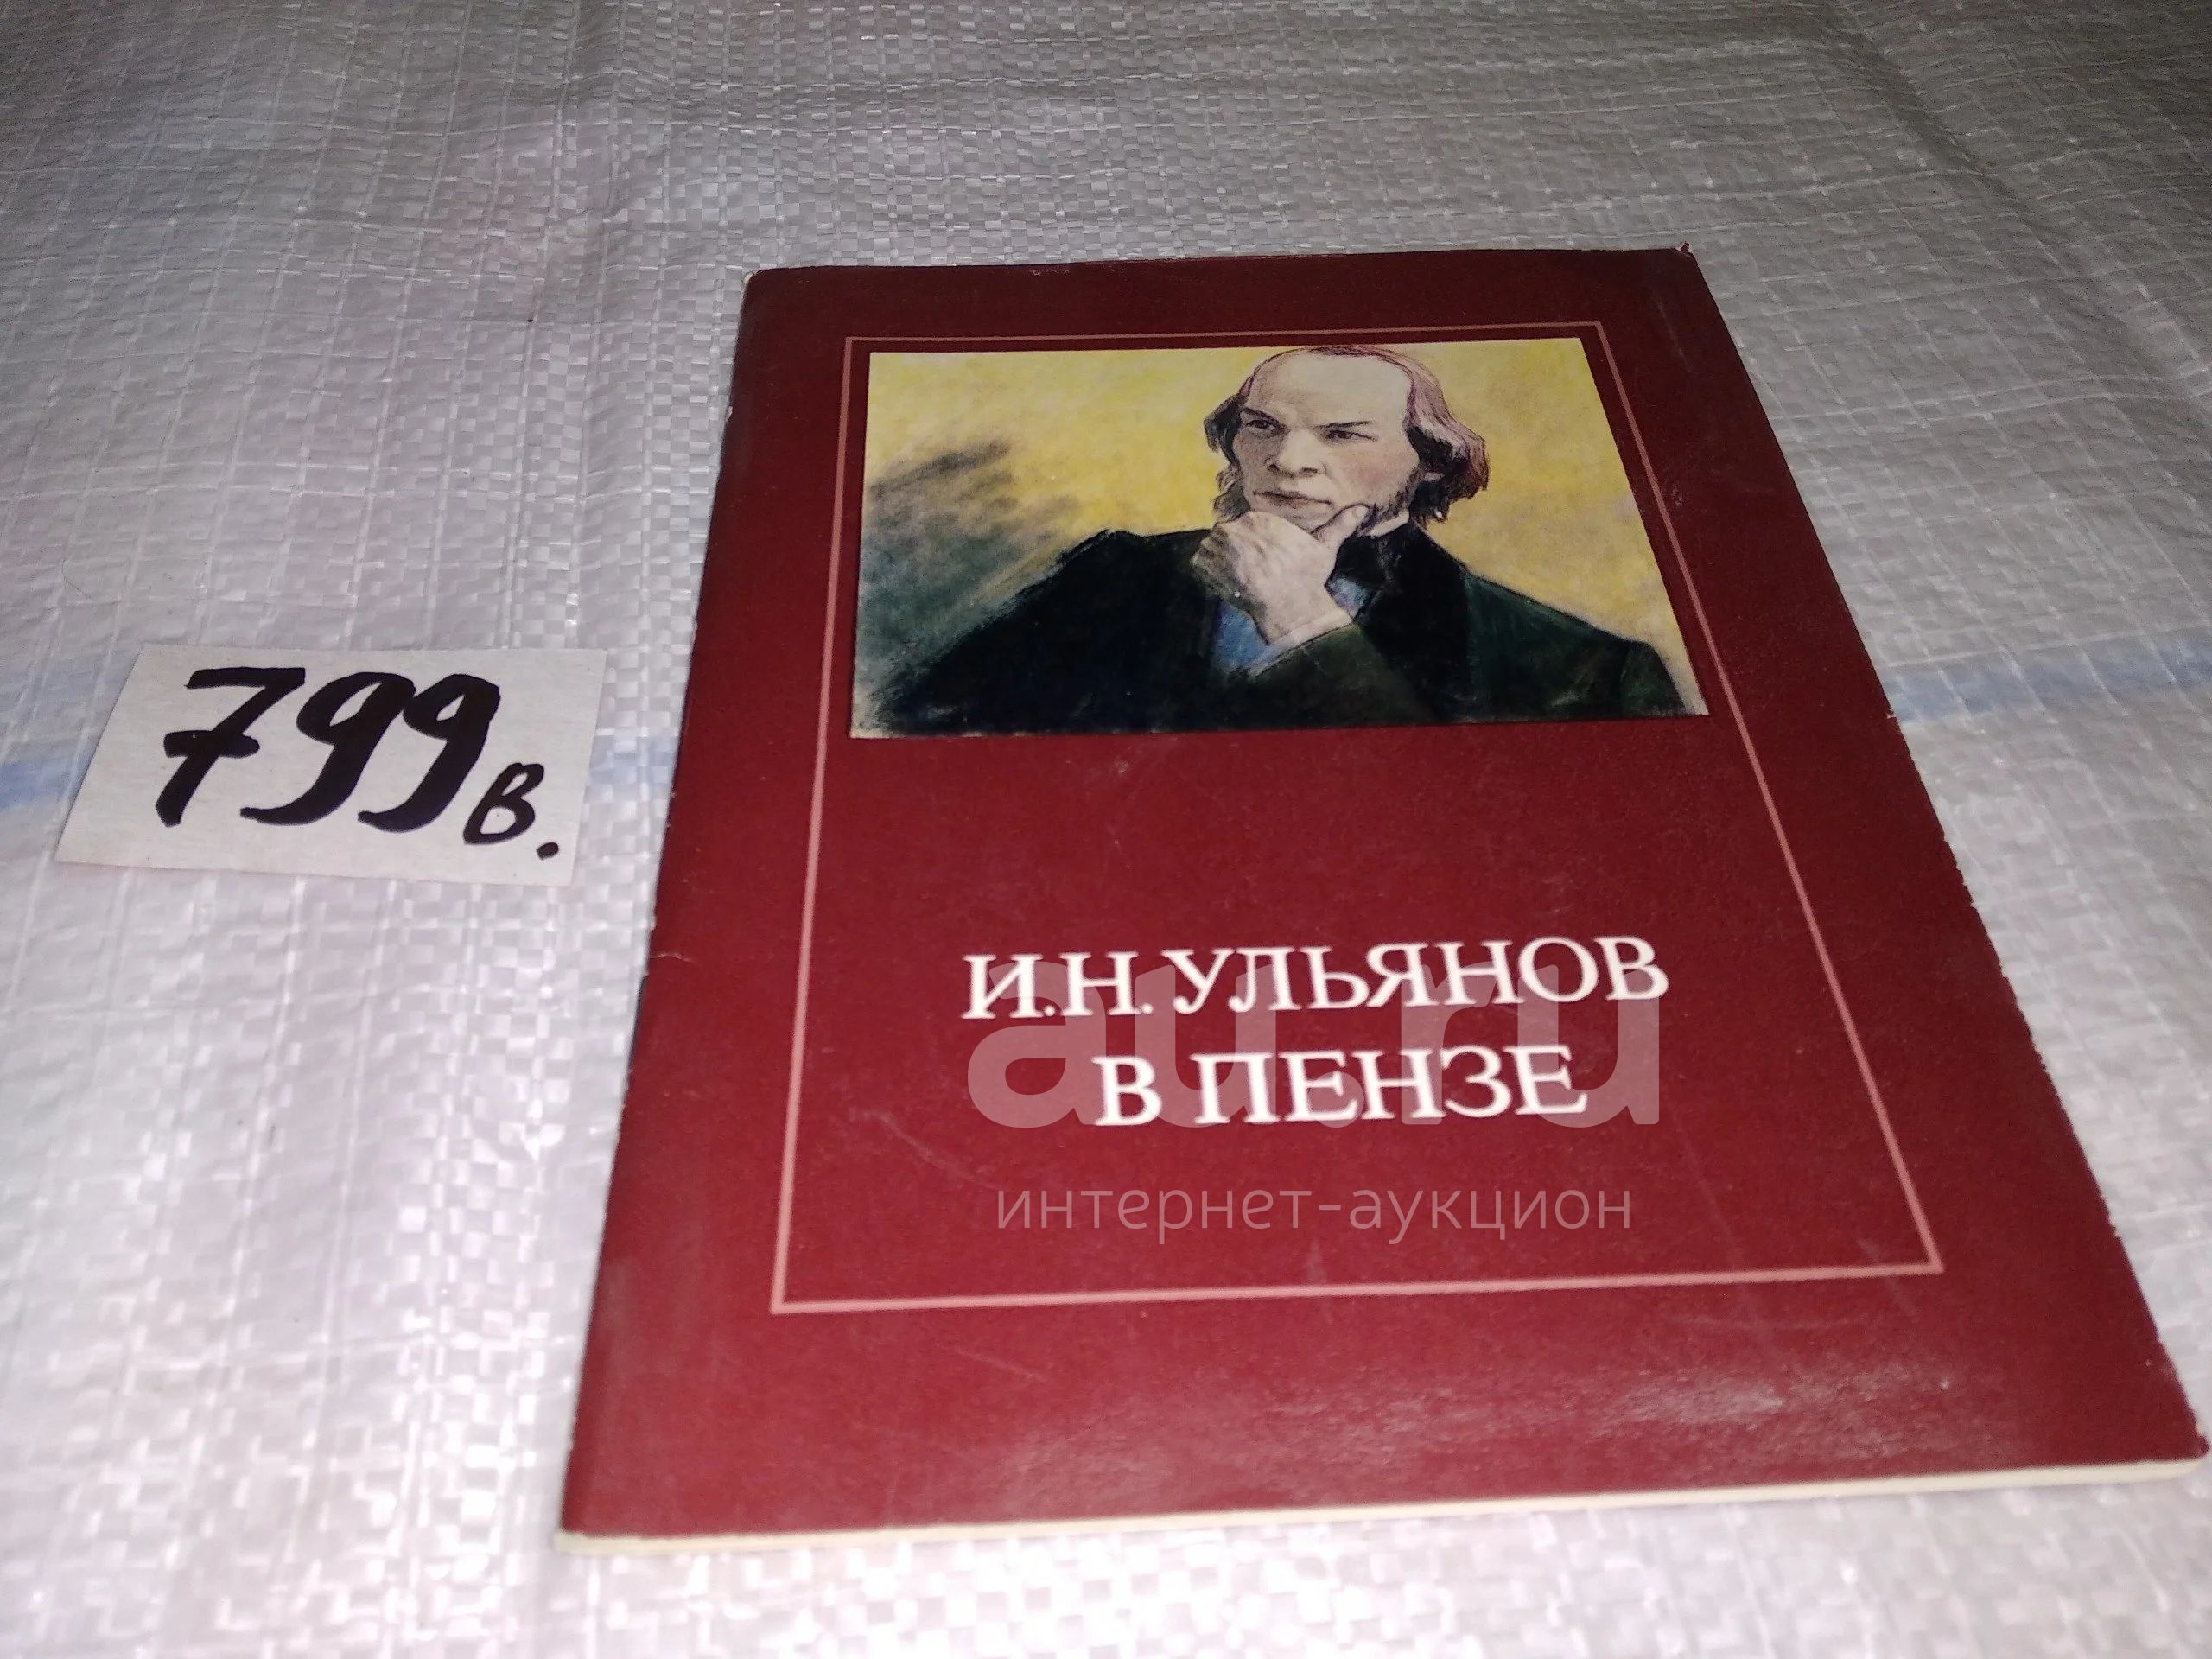 799в.
И.Н.УЛЬЯНОВ
В ПЕНЗЕ
au.ru
интернет-аукцион